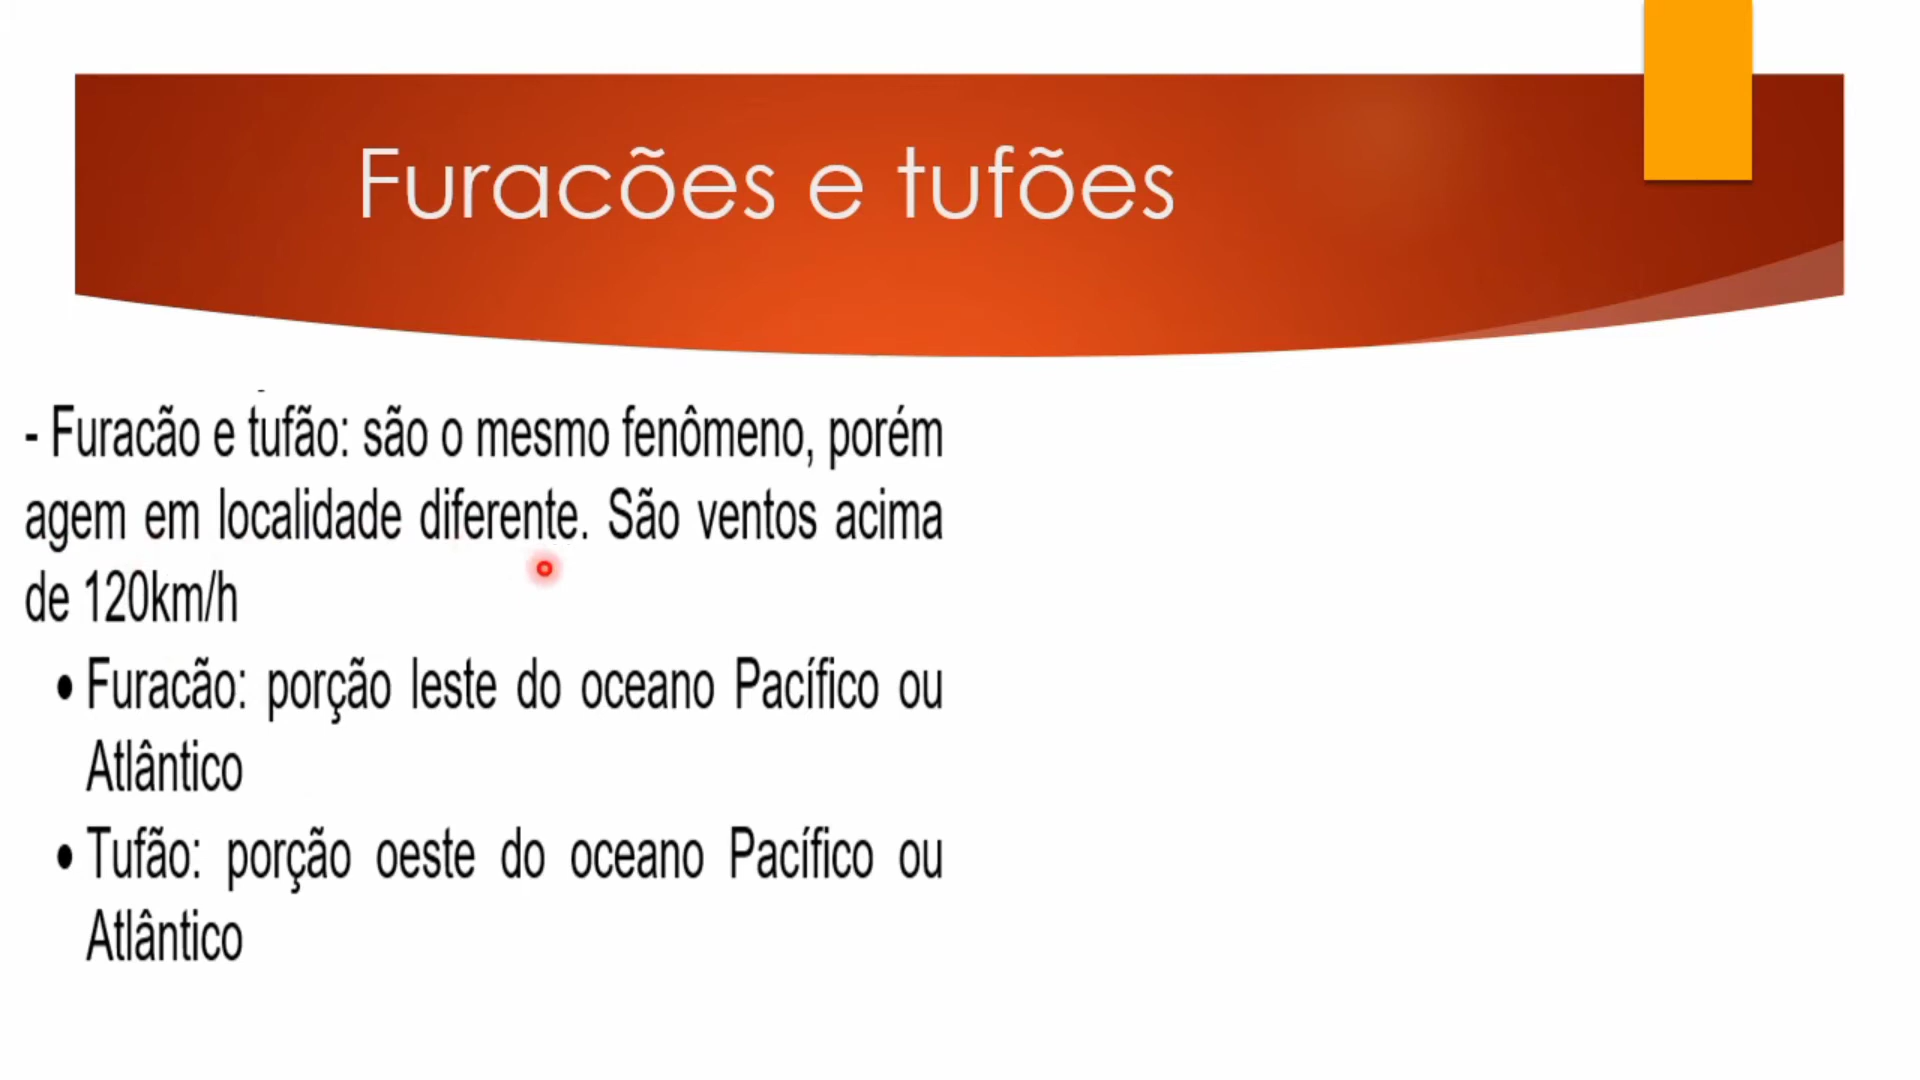 Furacões e tufões
- Furacão e tufão: são o mesmo fenômeno, porém
agem em localidade diferente. São ventos acima
de 120km/h
• Furacão: porção leste do oceano Pacífico ou
Atlântico
• Tufão: porção oeste do oceano Pacífico ou
Atlântico